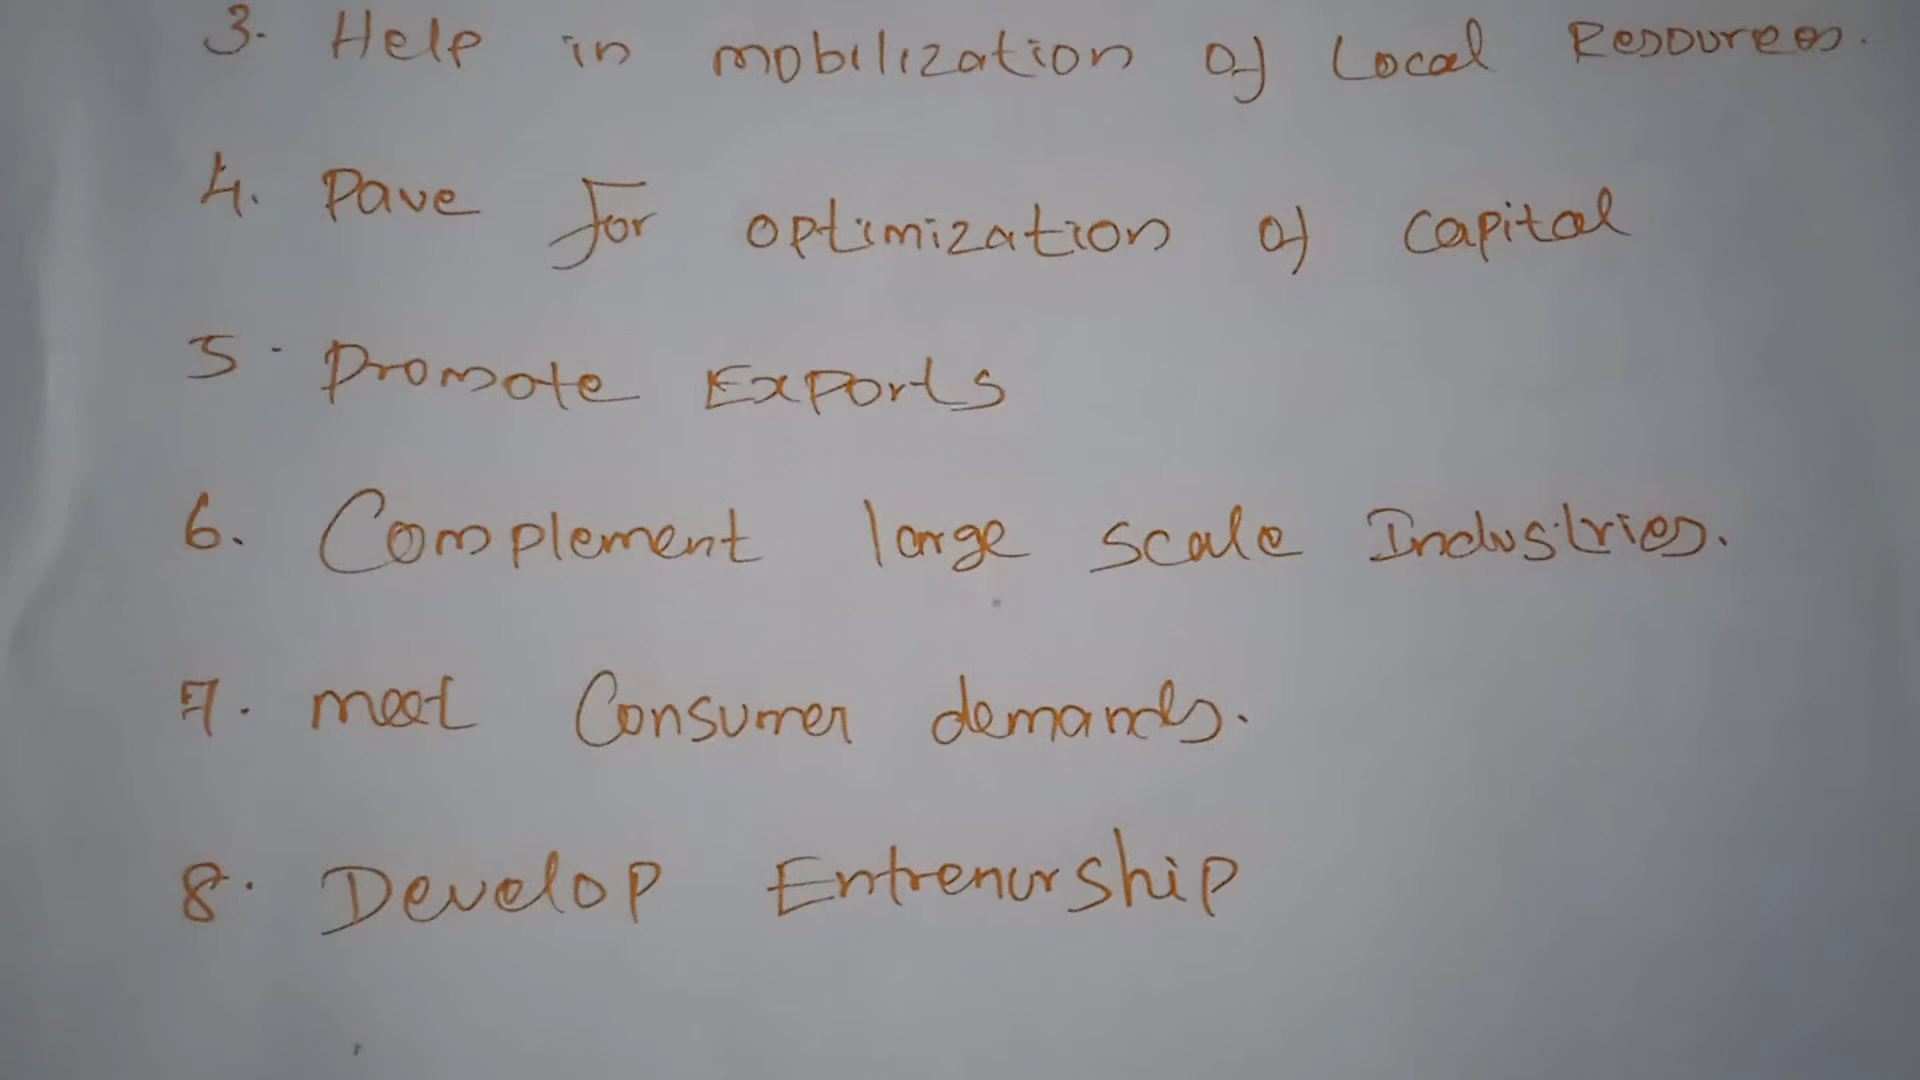 3. Help in mobilization of Local Resources.
4. Pave for optimization of capital
5. Promote Exports
6. Complement large scale Industries.
7. meet Consumer demands.
8. Develop Entrenurship